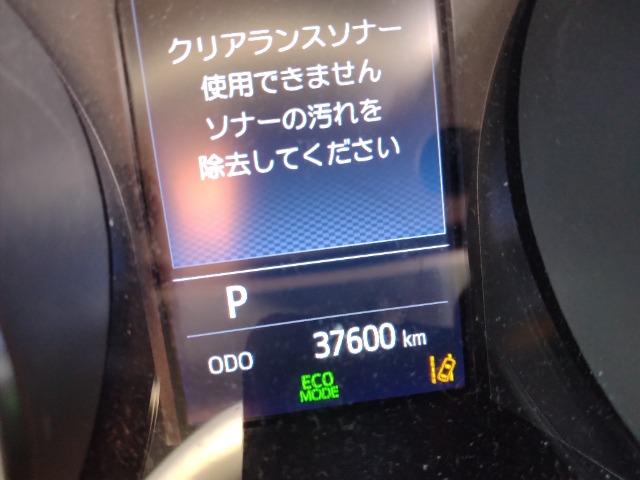 クリアランスソナー
使用できません
ソナーの汚れを
除去してください
P
ODO 37600 km
ECO
MODE